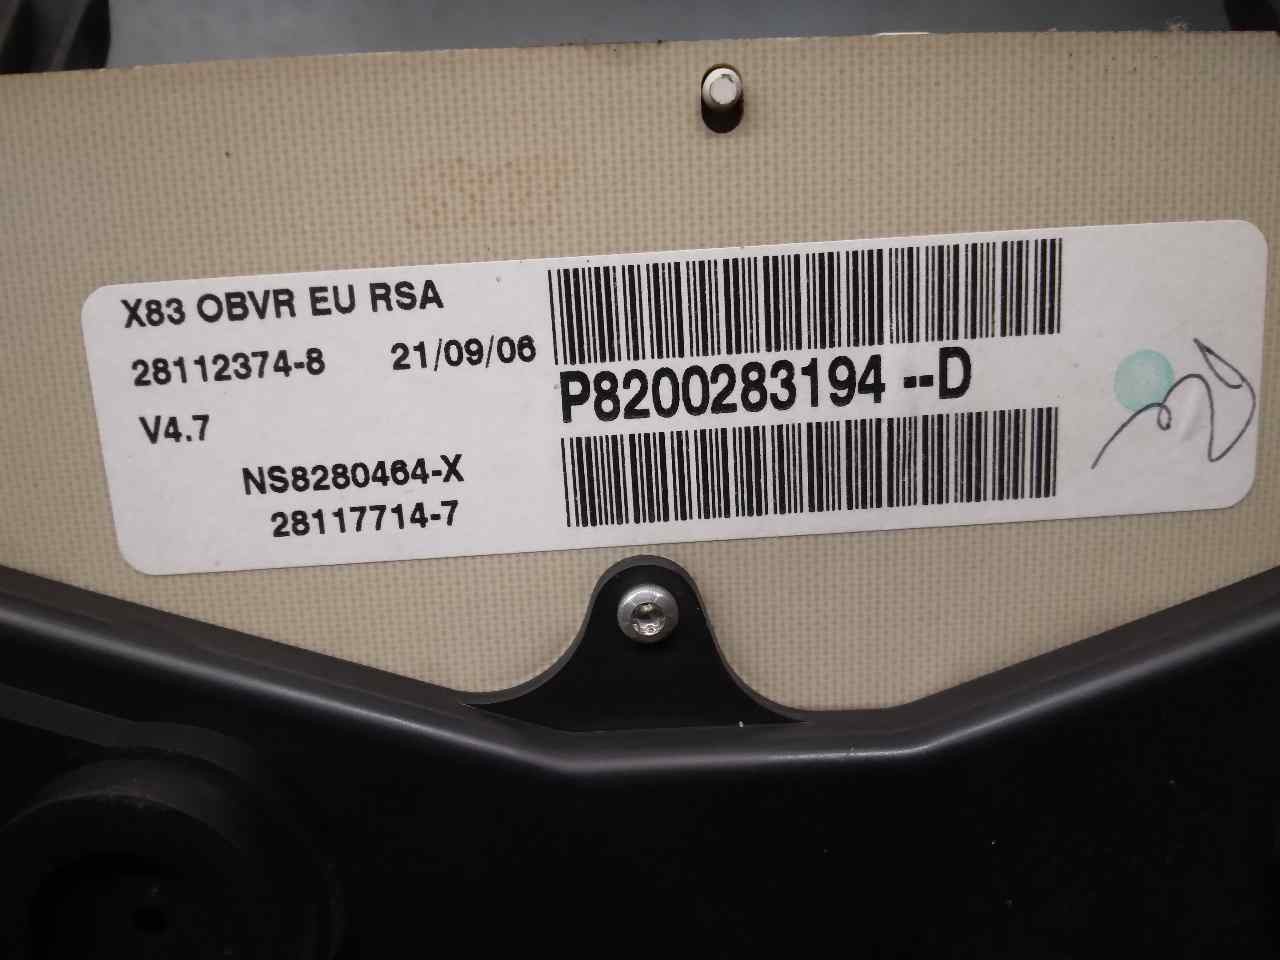 X83 OBVR EU RSA
28112374-8 21/09/06
V4.7
NS8280464-X
28117714-7
P8200283194 --D